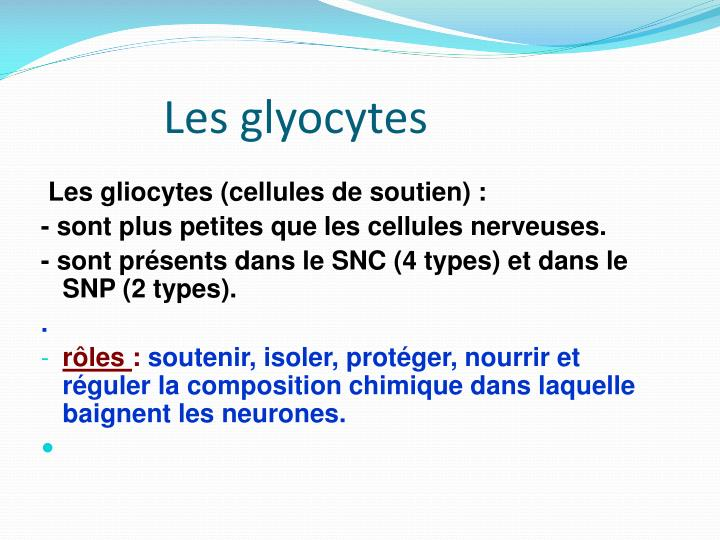 Les glyocytes
Les gliocytes (cellules de soutien) :
- sont plus petites que les cellules nerveuses.
- sont présents dans le SNC (4 types) et dans le
SNP (2 types).
.
- rôles : soutenir, isoler, protéger, nourrir et
réguler la composition chimique dans laquelle
baignent les neurones.
•